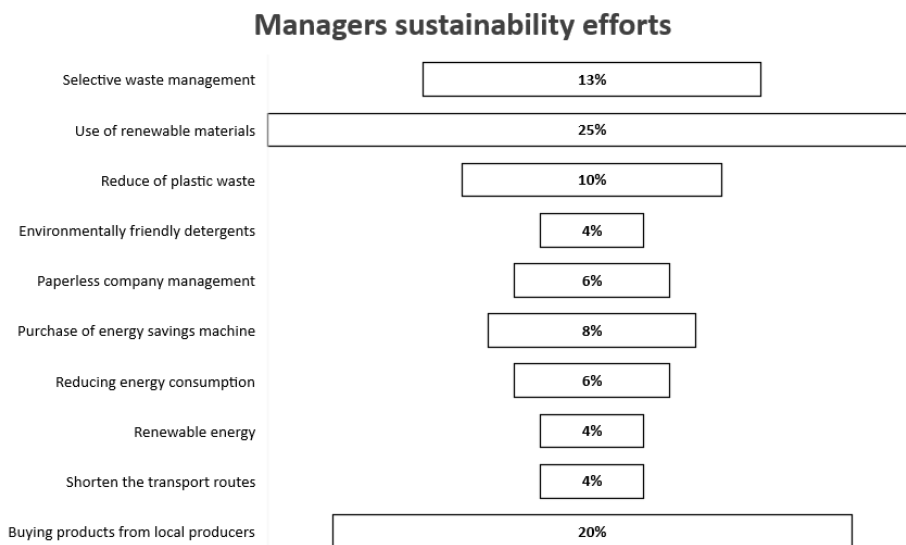 Managers sustainability efforts
Selective waste management 13%
Use of renewable materials 25%
Reduce of plastic waste 10%
Environmentally friendly detergents 4%
Paperless company management 6%
Purchase of energy savings machine 8%
Reducing energy consumption 6%
Renewable energy 4%
Shorten the transport routes 4%
Buying products from local producers 20%